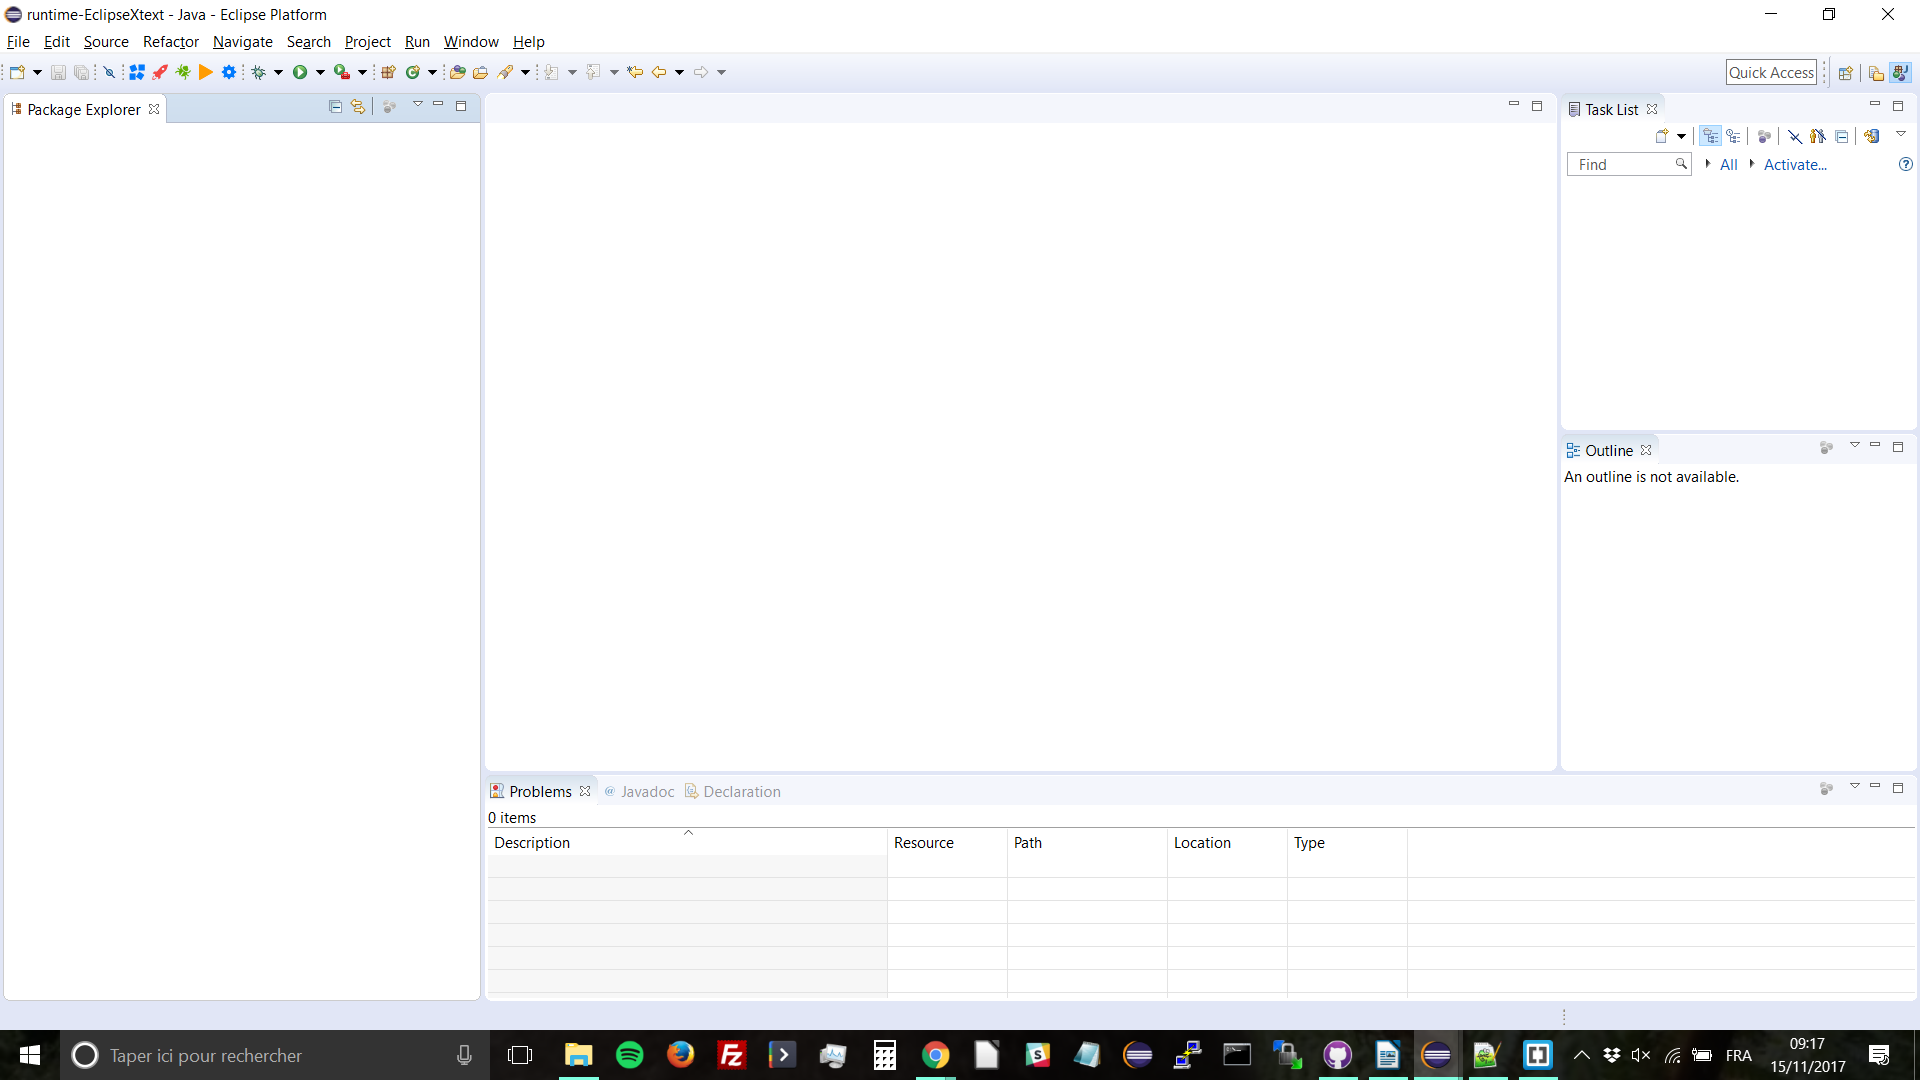 runtime-EclipseXtext - Java - Eclipse Platform
File Edit Source Refactor Navigate Search Project Run Window Help
Quick Access
Package Explorer
Task List
Find All Activate...
Outline
An outline is not available.
Problems Javadoc Declaration
0 items
Description Resource Path Location Type
Taper ici pour rechercher
FRA
09:17
15/11/2017